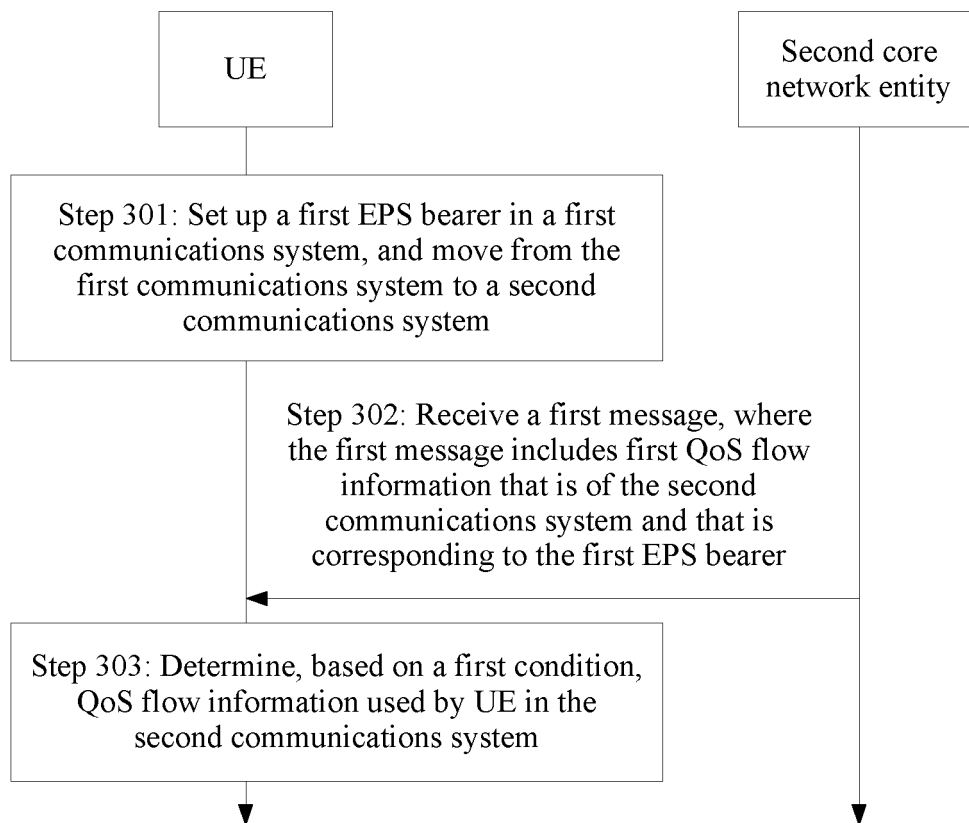 UE
Second core
network entity
Step 301: Set up a first EPS bearer in a first
communications system, and move from the
first communications system to a second
communications system
Step 302: Receive a first message, where
the first message includes first QoS flow
information that is of the second
communications system and that is
corresponding to the first EPS bearer
Step 303: Determine, based on a first condition,
QoS flow information used by UE in the
second communications system